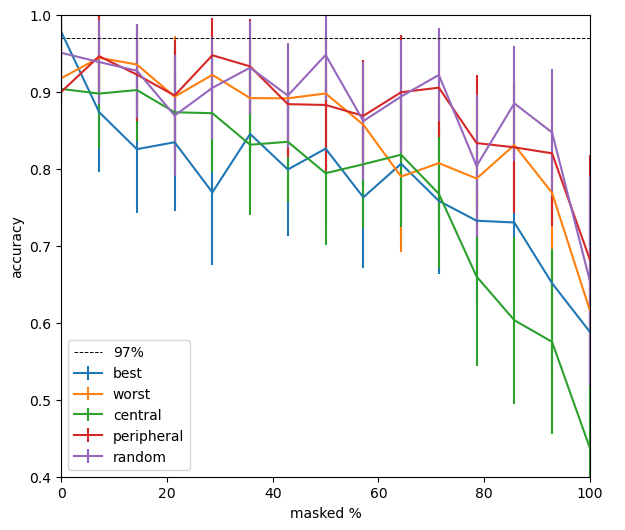 1.0
0.9
0.8
0.7
0.6
0.5
0.4
accuracy
97%
best
worst
central
peripheral
random
0 20 40 60 80 100
masked %